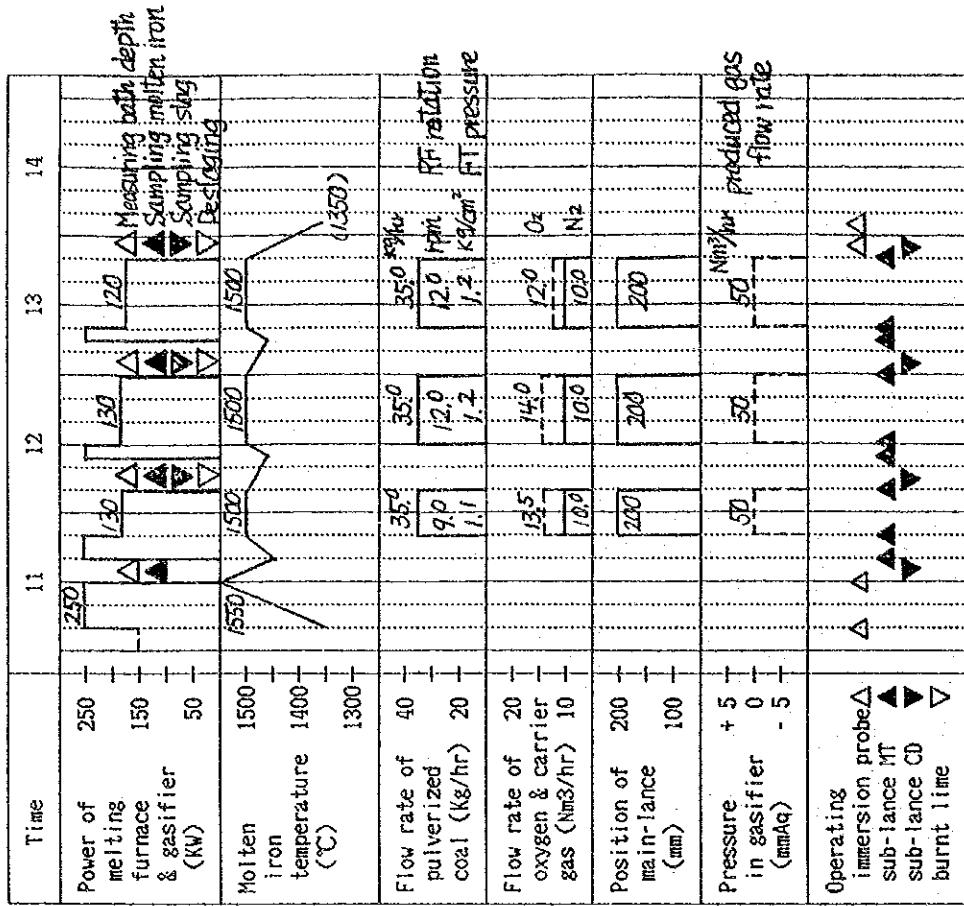 Time 11 12 13 14
Power of
melting
furnace
& gasifier
(KW)
250
150
50
250 130 130 120
Measuring bath depth
Sampling molten iron
Sampling slug
Deslaging
Molten
iron
temperature
(°C)
1500
1400
1300
1550 1500 1500 1500 (1350)
Flow rate of
pulverized
coal (Kg/hr)
40
20
35.0 35.0 35.0 kg/hr
9.0 12.0 12.0 rpm RF rotation
1.1 1.2 1.2 kg/cm² FT pressure
Flow rate of
oxygen & carrier
gas (Nm3/hr)
20
10
13.5 14.0 12.0 O₂
10.0 10.0 10.0 N₂
Position of
main-lance
(mm)
200
100
200 200 200
Pressure
in gasifier
(mmAq)
+ 5
0
- 5
50 50 50 Nm³/hr produced gas
flow rate
Operating
immersion probe
sub-lance MT
sub-lance CD
burnt lime